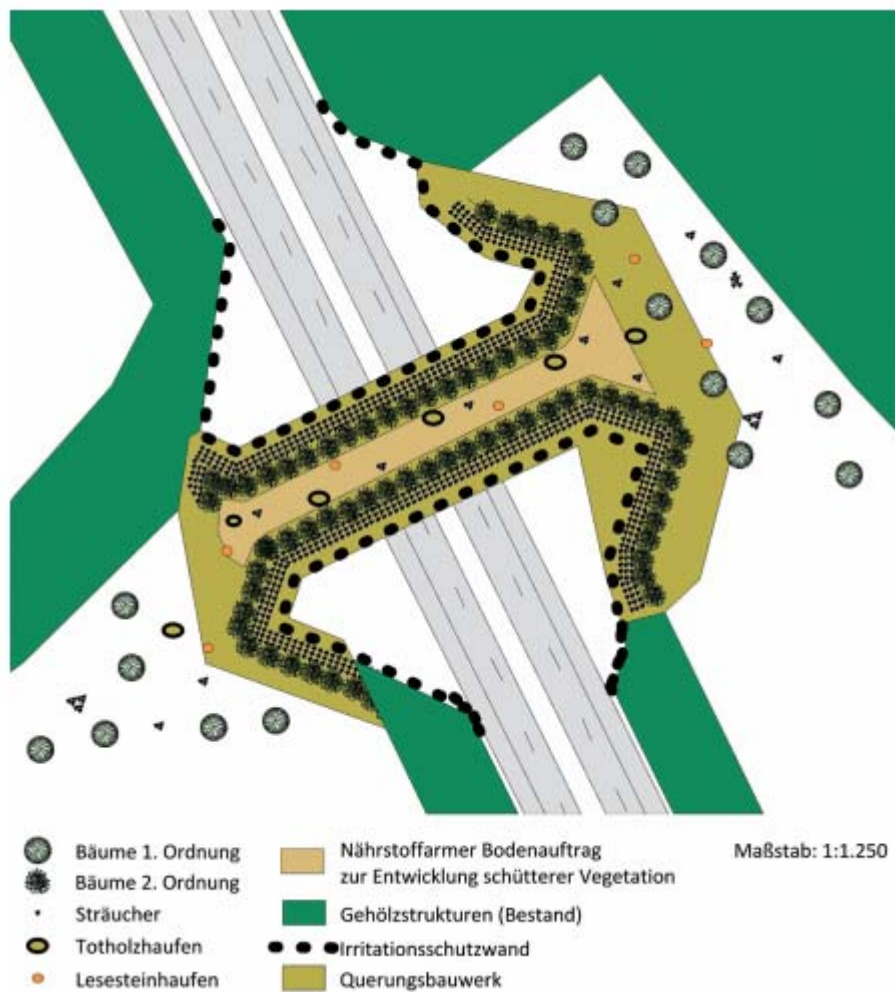 Bäume 1. Ordnung
Bäume 2. Ordnung
Sträucher
Totholzhaufen
Lesesteinhaufen
Nährstoffarmer Bodenauftrag
zur Entwicklung schütterer Vegetation
Gehölzstrukturen (Bestand)
Irritationsschutzwand
Querungsbauwerk
Maßstab: 1:1.250